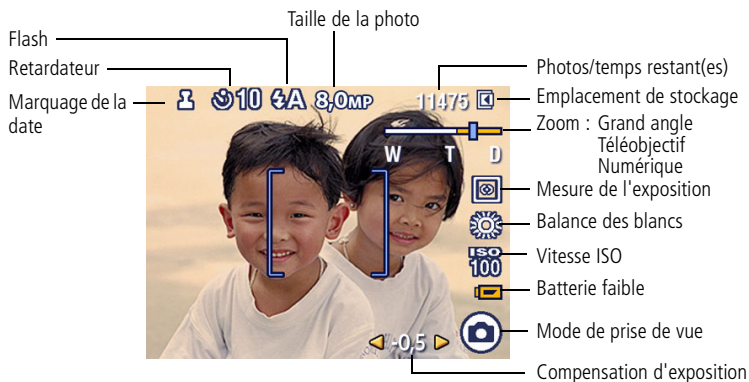 Taille de la photo
Flash
Retardateur
Marquage de la
date
10 A 8,0MP
11475
Photos/temps restant(es)
Emplacement de stockage
Zoom : Grand angle
Téléobjectif
Numérique
W T D
Mesure de l'exposition
Balance des blancs
ISO
100
Vitesse ISO
Batterie faible
Mode de prise de vue
-0,5
Compensation d'exposition